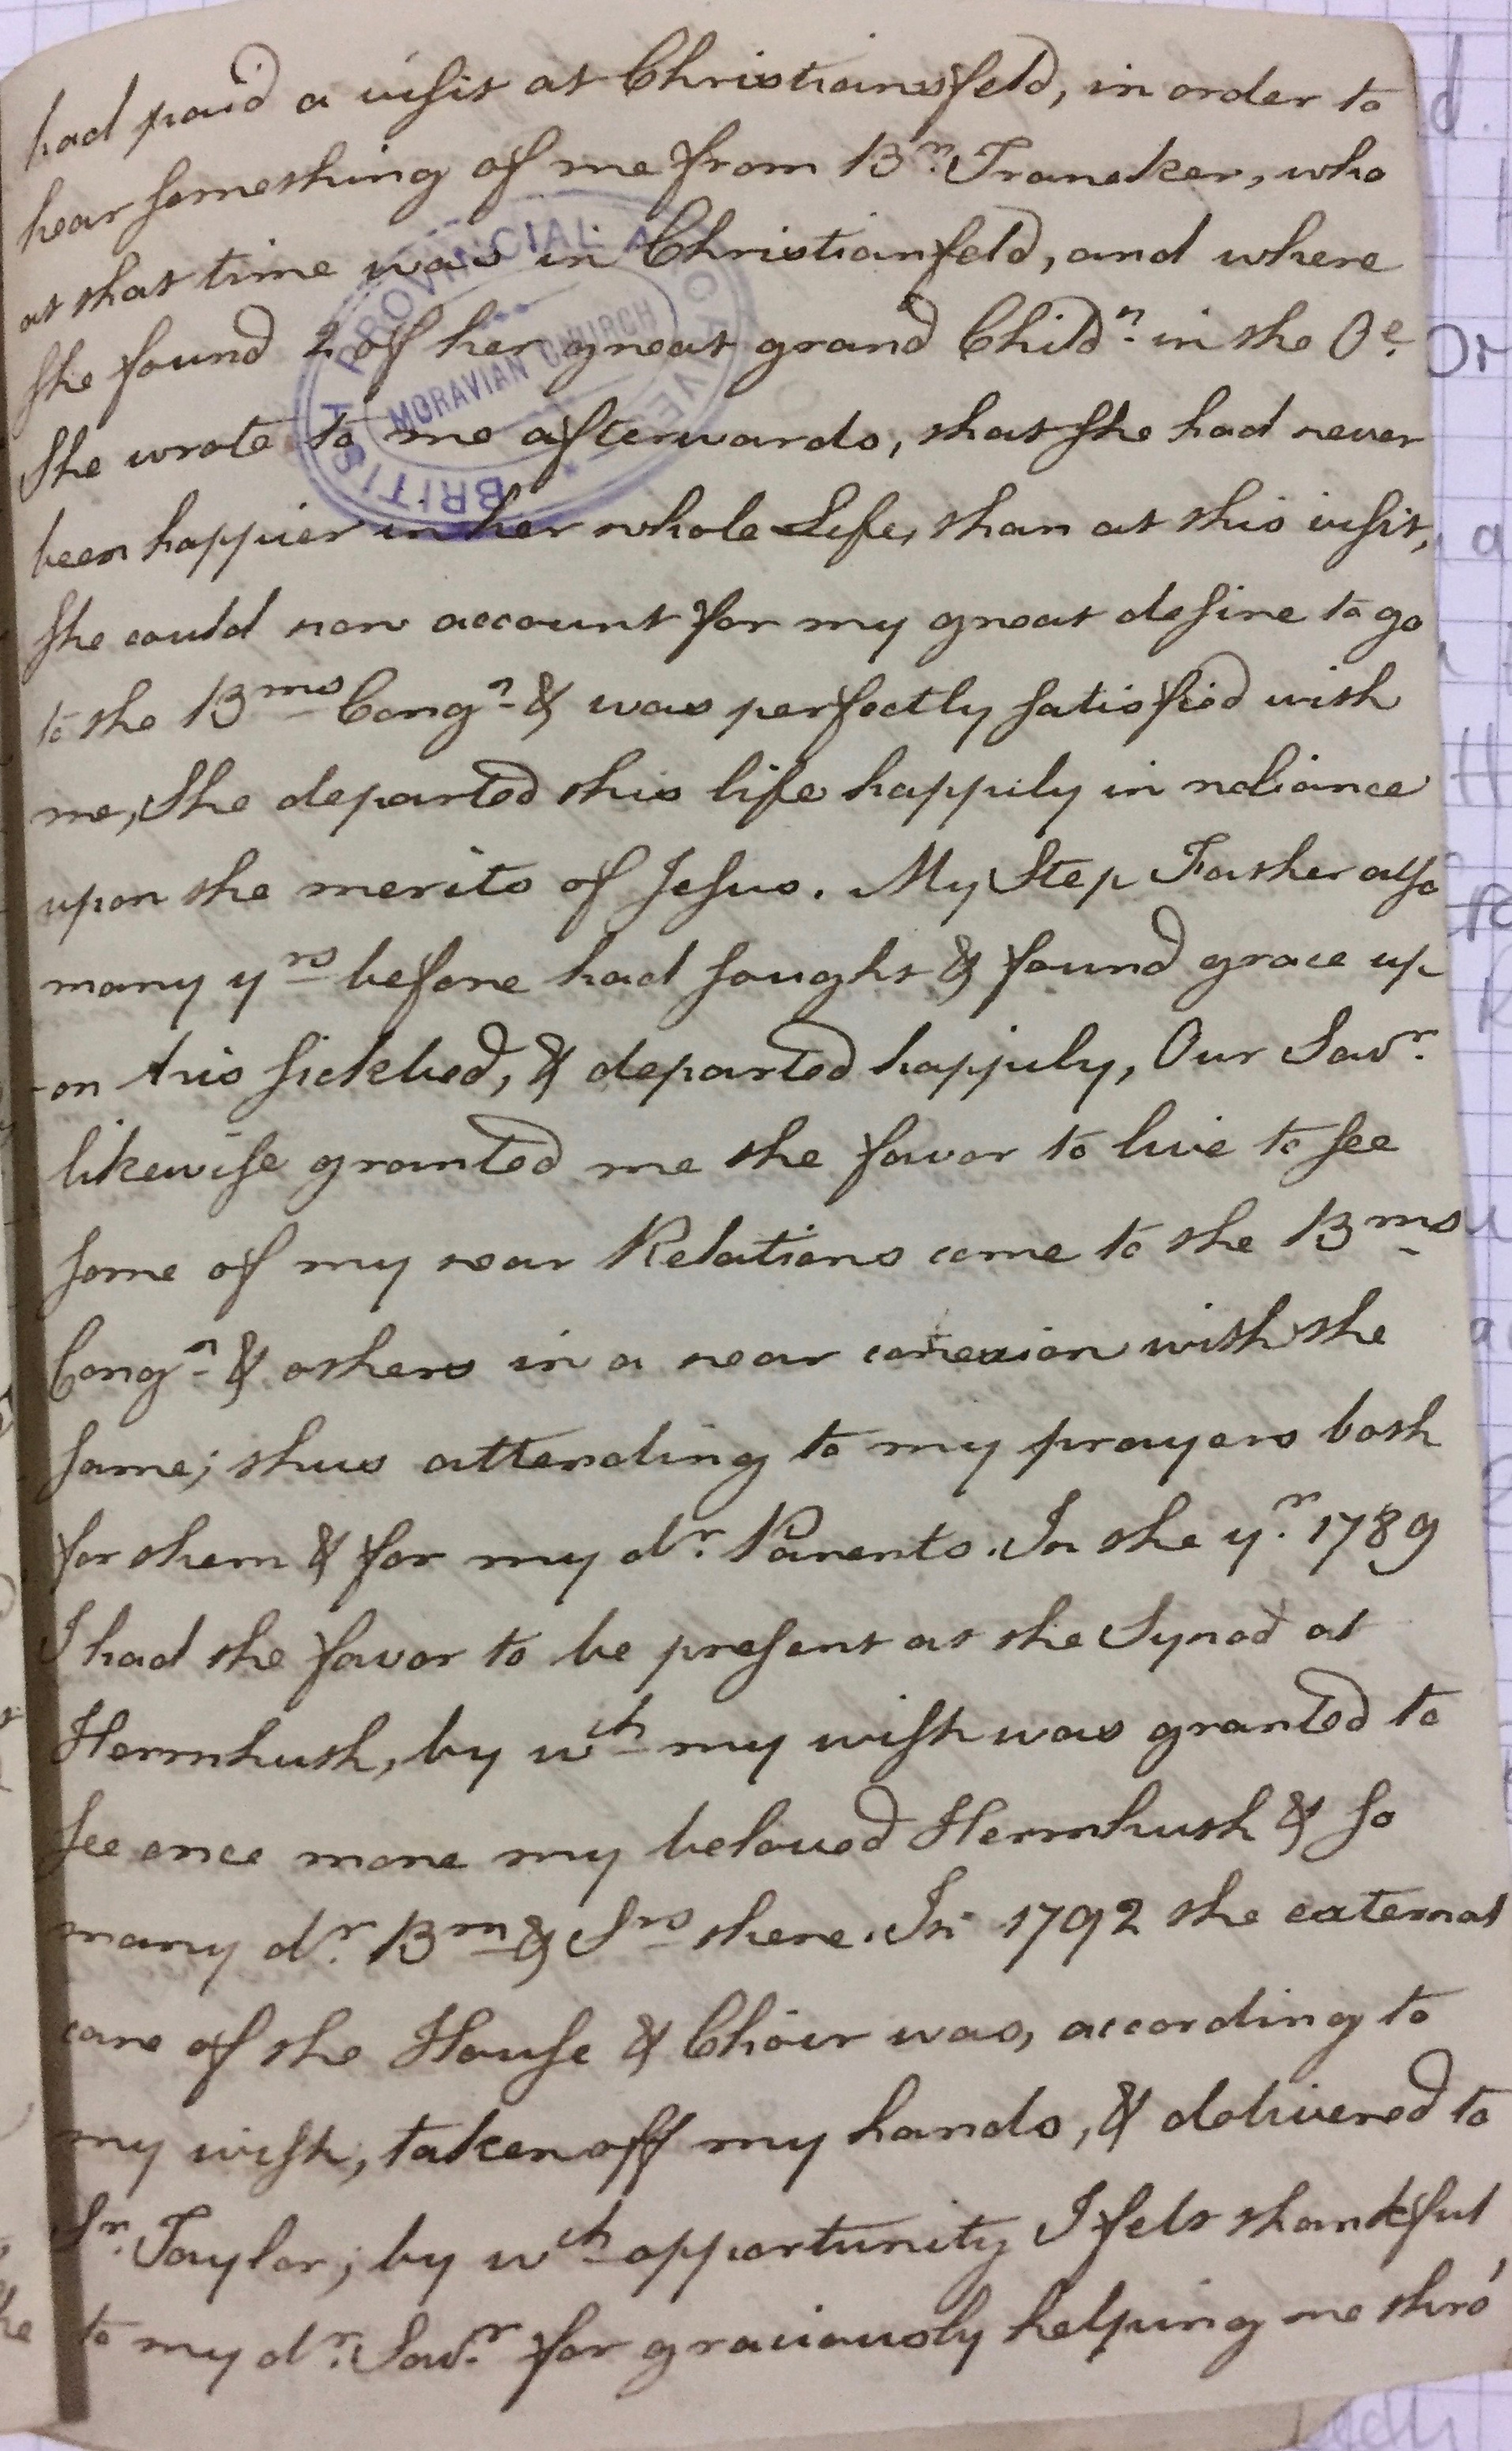 had paid a visit at Christiansfeld, in order to
hear something of me from Br. Traneker, who
at that time was in Christianfeld, and where
she found 2 of her great grand Childn. in the Oe.
She wrote to me afterwards, that she had never
been happier in her whole Life, than at this visit,
she could now account for my great desire to go
to the Brns Congn & was perfectly satisfied with
me, She departed this life happily in reliance
upon the merits of Jesus. My Step Father also
many yrs before had sought & found grace up
-on his sickbed, & departed happily, Our Savr.
likewise granted me the favor to live to see
some of my near Relations come to the Brns
Congn & others in a near conexion with the
same; thus attending to my prayers both
for them & for my dr. Parents. In the yr. 1789
I had the favor to be present at the Synod at
Herrnhuth, by wch my wish was granted to
see once more my beloved Herrnhuth & so
many dr. Brn & Srs there. In 1792 the external
care of the House & Choir was, according to
my wish, taken off my hands, & delivered to
Sr. Taylor; by wch opportunity I felt thankful,
to my dr. Savr. for graciously helping me thro'
BRITISH PROVINCIAL ARCHIVES
MORAVIAN CHURCH